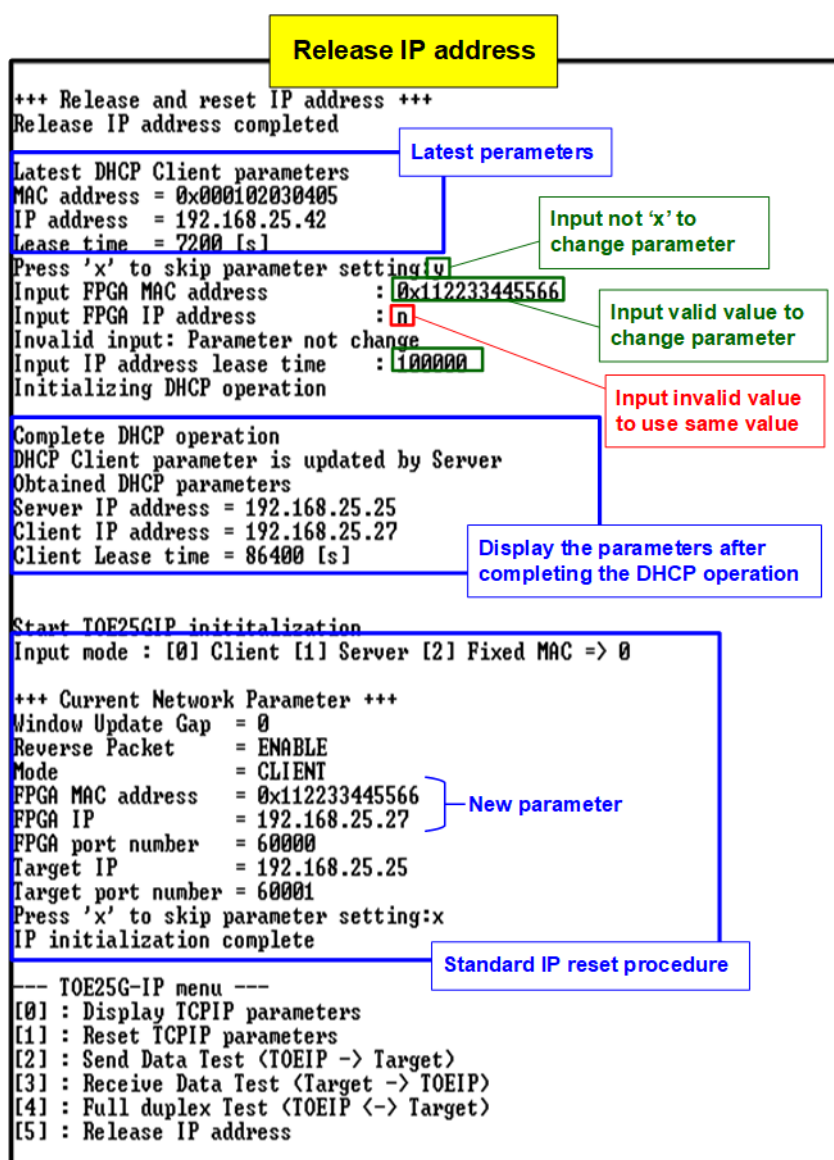 Release IP address
+++ Release and reset IP address +++
Release IP address completed
Latest perameters
Latest DHCP Client parameters
MAC address = 0x000102030405
IP address = 192.168.25.42
Lease time = 7200 [s]
Input not ‘x’ to
change parameter
Press 'x' to skip parameter setting:y
Input FPGA MAC address : 0x112233445566
Input FPGA IP address : n
Input valid value to
change parameter
Invalid input: Parameter not change
Input IP address lease time : 100000
Initializing DHCP operation
Input invalid value
to use same value
Complete DHCP operation
DHCP Client parameter is updated by Server
Obtained DHCP parameters
Server IP address = 192.168.25.25
Client IP address = 192.168.25.27
Client Lease time = 86400 [s]
Display the parameters after
completing the DHCP operation
Start TOE25GIP inititalization
Input mode : [0] Client [1] Server [2] Fixed MAC => 0
+++ Current Network Parameter +++
Window Update Gap = 0
Reverse Packet = ENABLE
Mode = CLIENT
FPGA MAC address = 0x112233445566
FPGA IP = 192.168.25.27
New parameter
FPGA port number = 60000
Target IP = 192.168.25.25
Target port number = 60001
Press 'x' to skip parameter setting:x
IP initialization complete
Standard IP reset procedure
--- TOE25G-IP menu ---
[0] : Display TCPIP parameters
[1] : Reset TCPIP parameters
[2] : Send Data Test (TOEIP -> Target)
[3] : Receive Data Test (Target -> TOEIP)
[4] : Full duplex Test (TOEIP <-> Target)
[5] : Release IP address